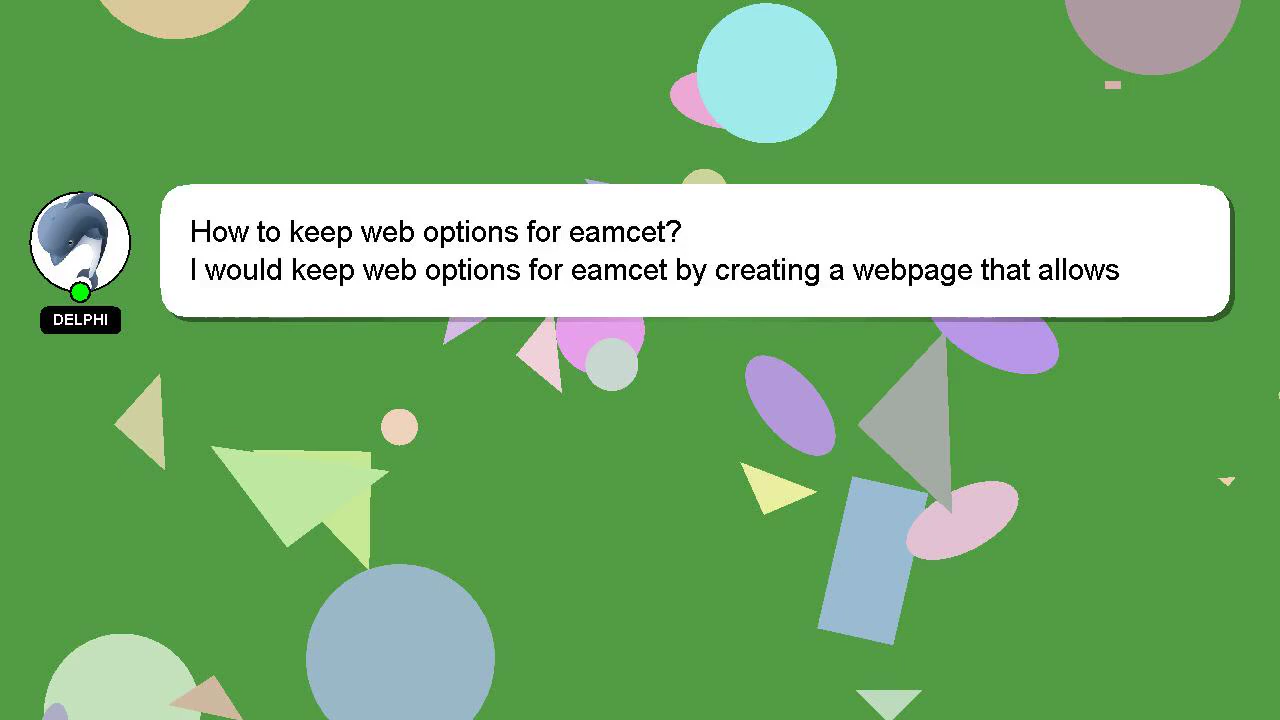 How to keep web options for eamcet?
I would keep web options for eamcet by creating a webpage that allows
DELPHI